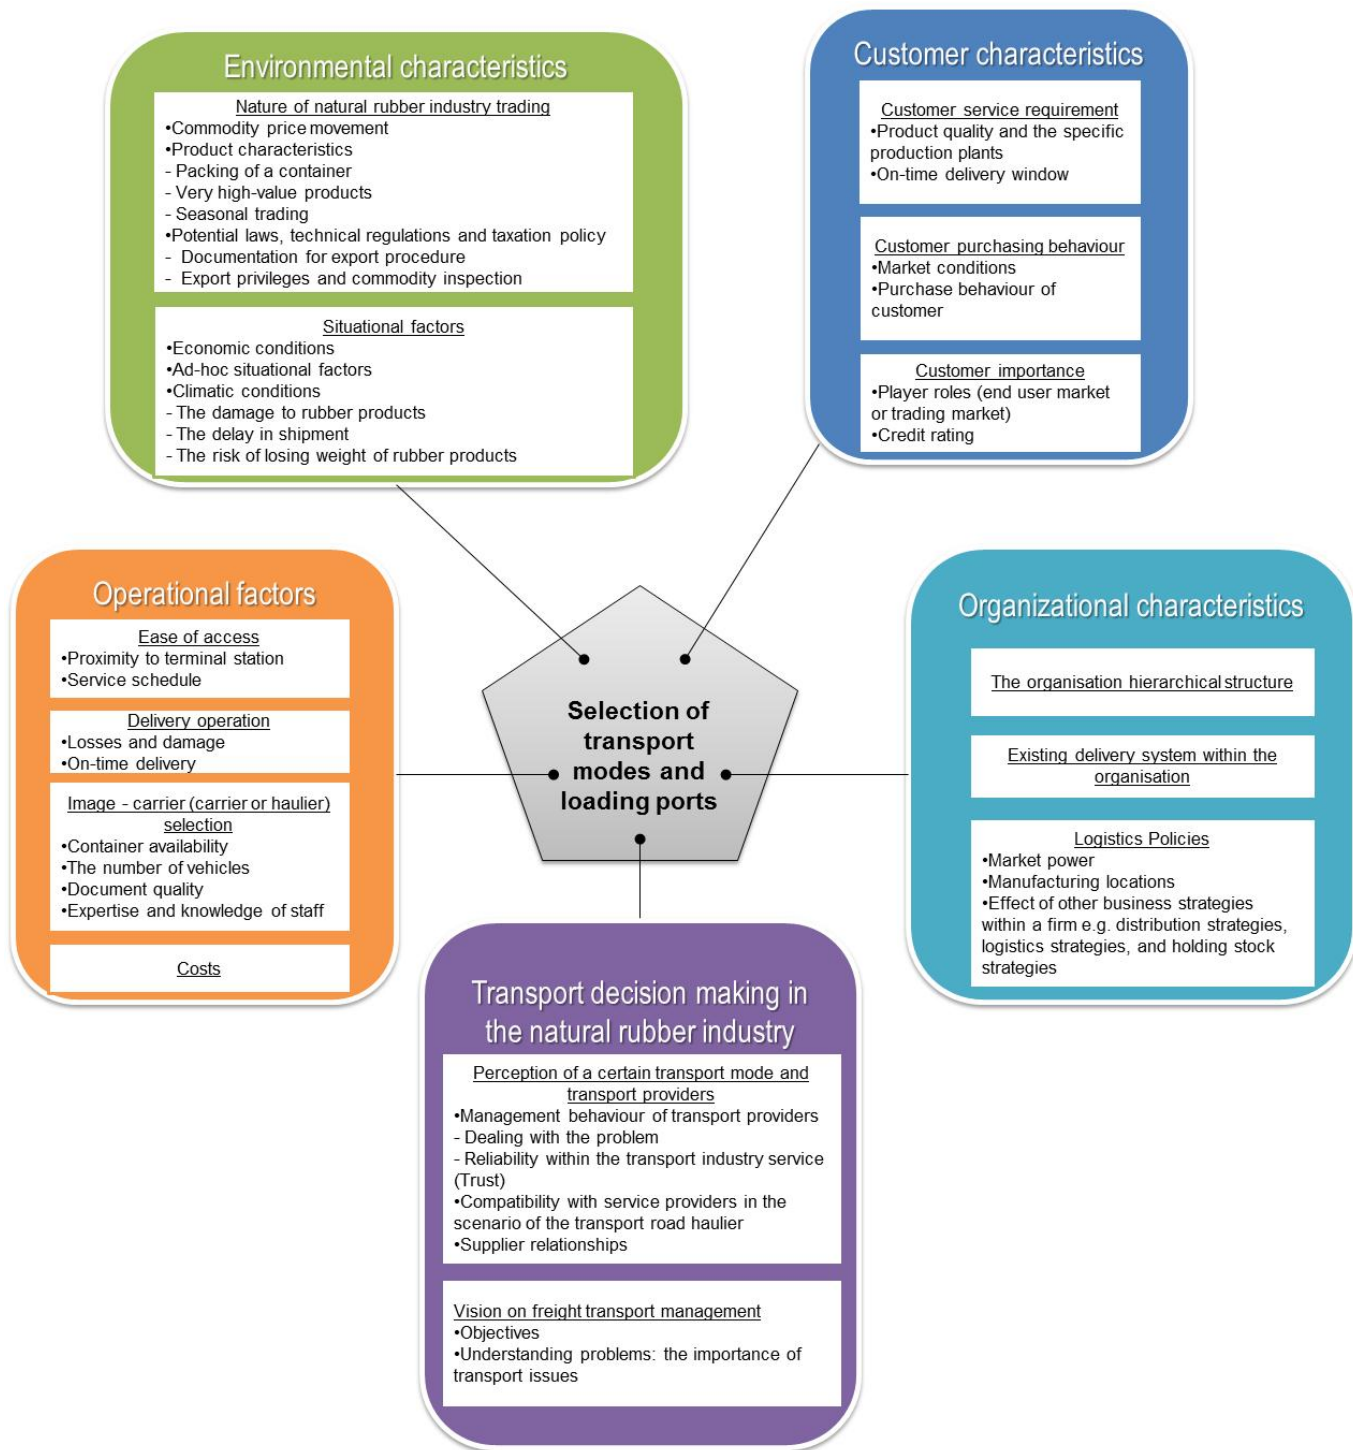 Environmental characteristics
Nature of natural rubber industry trading
•Commodity price movement
•Product characteristics
- Packing of a container
- Very high-value products
- Seasonal trading
•Potential laws, technical regulations and taxation policy
- Documentation for export procedure
- Export privileges and commodity inspection
Situational factors
•Economic conditions
•Ad-hoc situational factors
•Climatic conditions
- The damage to rubber products
- The delay in shipment
- The risk of losing weight of rubber products
Customer characteristics
Customer service requirement
•Product quality and the specific
production plants
•On-time delivery window
Customer purchasing behaviour
•Market conditions
•Purchase behaviour of
customer
Customer importance
•Player roles (end user market
or trading market)
•Credit rating
Operational factors
Ease of access
•Proximity to terminal station
•Service schedule
Delivery operation
•Losses and damage
•On-time delivery
Image - carrier (carrier or haulier)
selection
•Container availability
•The number of vehicles
•Document quality
•Expertise and knowledge of staff
Costs
Selection of
transport
modes and
loading ports
Organizational characteristics
The organisation hierarchical structure
Existing delivery system within the
organisation
Logistics Policies
•Market power
•Manufacturing locations
•Effect of other business strategies
within a firm e.g. distribution strategies,
logistics strategies, and holding stock
strategies
Transport decision making in
the natural rubber industry
Perception of a certain transport mode and
transport providers
•Management behaviour of transport providers
- Dealing with the problem
- Reliability within the transport industry service
(Trust)
•Compatibility with service providers in the
scenario of the transport road haulier
•Supplier relationships
Vision on freight transport management
•Objectives
•Understanding problems: the importance of
transport issues